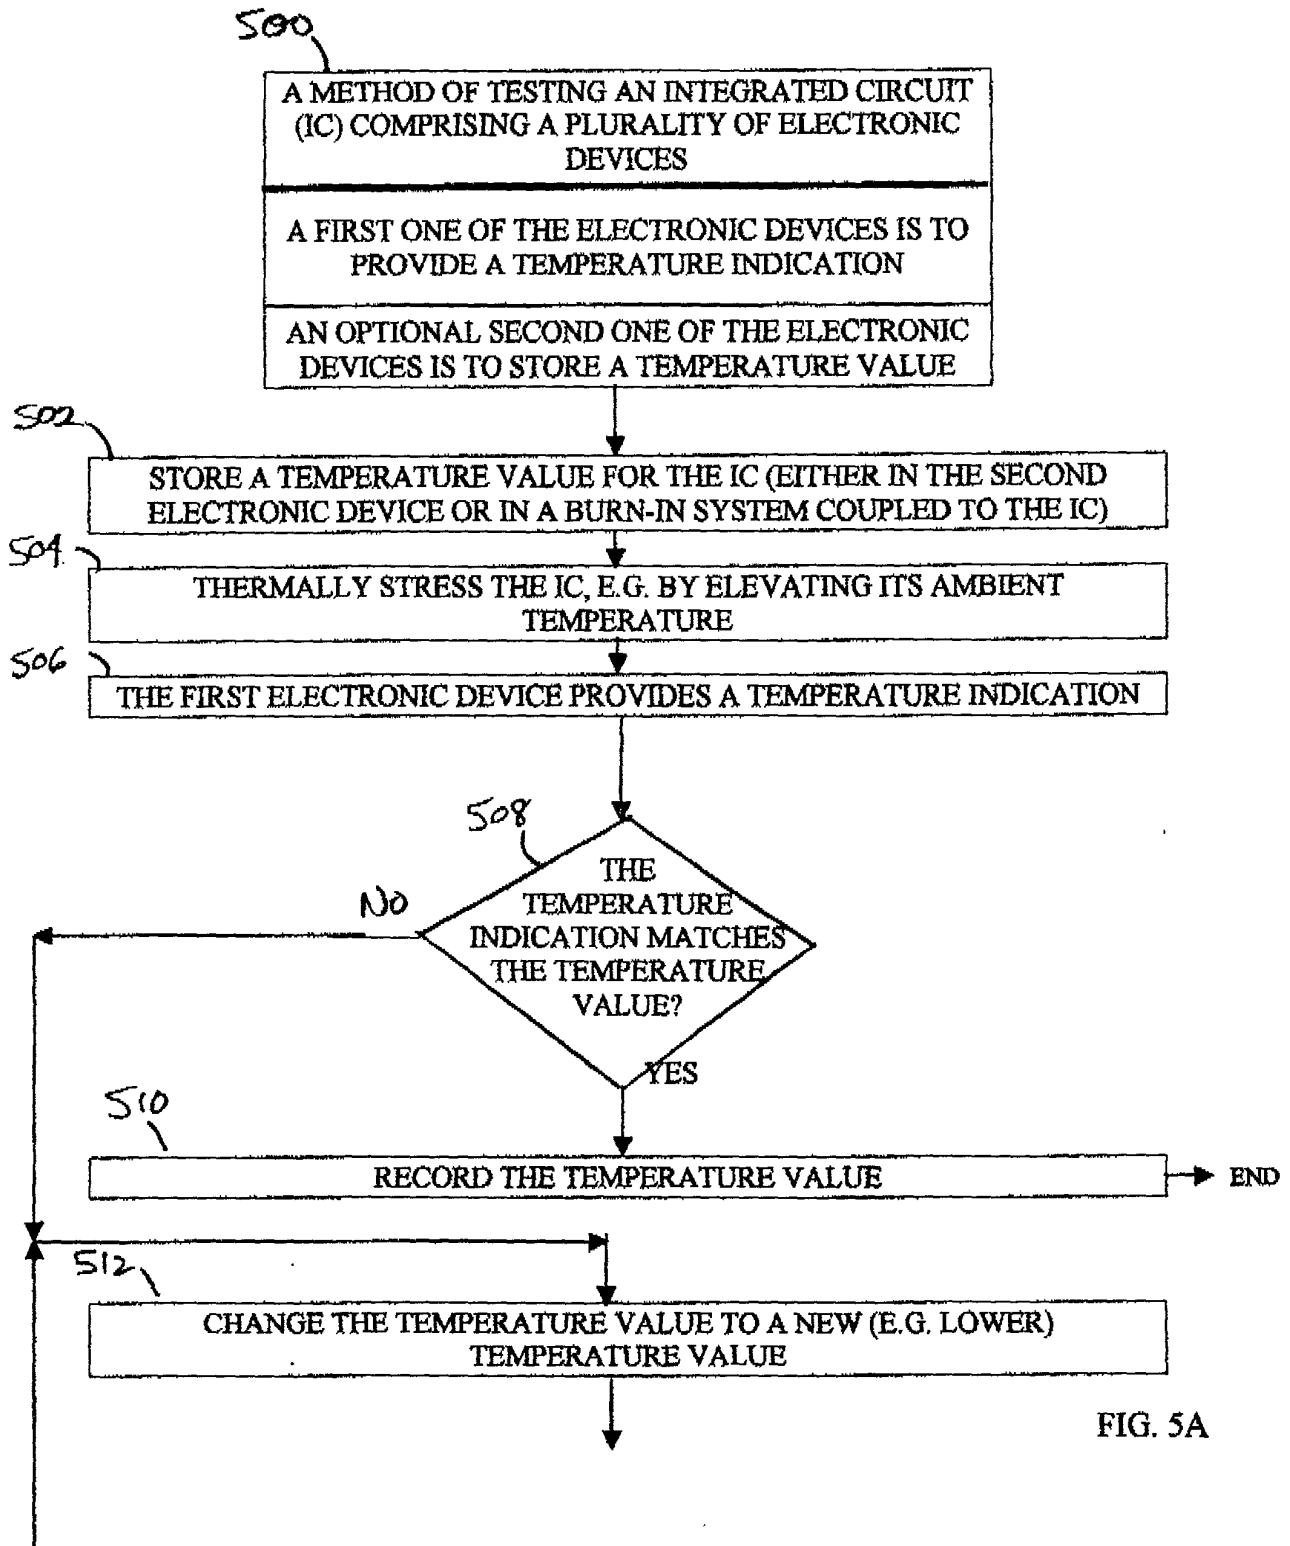 500
A METHOD OF TESTING AN INTEGRATED CIRCUIT
(IC) COMPRISING A PLURALITY OF ELECTRONIC
DEVICES
A FIRST ONE OF THE ELECTRONIC DEVICES IS TO
PROVIDE A TEMPERATURE INDICATION
AN OPTIONAL SECOND ONE OF THE ELECTRONIC
DEVICES IS TO STORE A TEMPERATURE VALUE
502
STORE A TEMPERATURE VALUE FOR THE IC (EITHER IN THE SECOND
ELECTRONIC DEVICE OR IN A BURN-IN SYSTEM COUPLED TO THE IC)
504
THERMALLY STRESS THE IC, E.G. BY ELEVATING ITS AMBIENT
TEMPERATURE
506
THE FIRST ELECTRONIC DEVICE PROVIDES A TEMPERATURE INDICATION
508
THE
TEMPERATURE
INDICATION MATCHES
THE TEMPERATURE
VALUE?
NO
YES
510
RECORD THE TEMPERATURE VALUE
END
512
CHANGE THE TEMPERATURE VALUE TO A NEW (E.G. LOWER)
TEMPERATURE VALUE
FIG. 5A